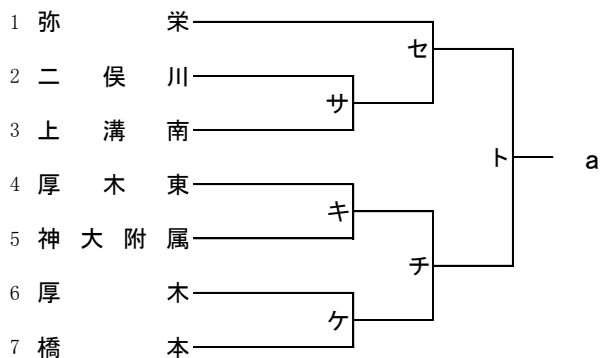 1 弥栄
セ
2 二俣川
サ
3 上溝南
ト a
4 厚木東
キ
5 神大附属
チ
6 厚木
ケ
7 橋本